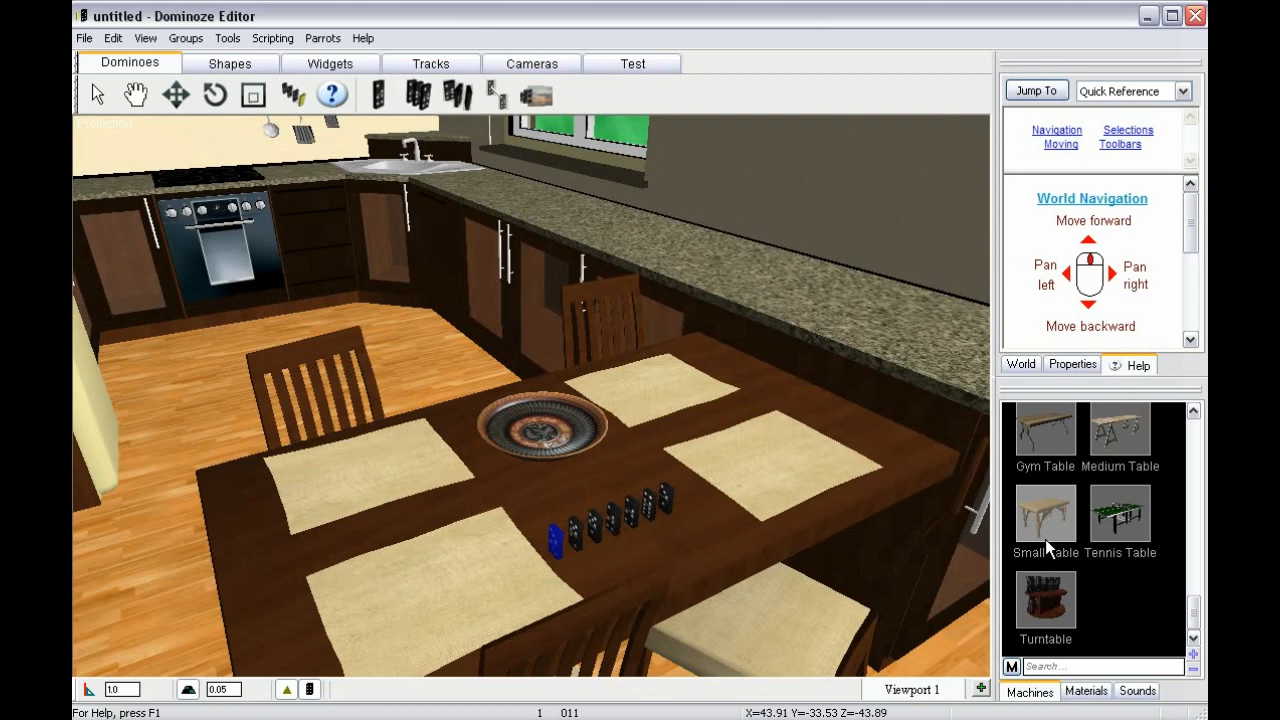 untitled - Dominoze Editor
File Edit View Groups Tools Scripting Parrots Help
Dominoes Shapes Widgets Tracks Cameras Test
Projection
Jump To Quick Reference
Navigation Selections
Moving Toolbars
World Navigation
Move forward
Pan left
Pan right
Move backward
World Properties Help
Gym Table Medium Table
Small Table Tennis Table
Turntable
M Search...
Machines Materials Sounds
1.0 0.05 Viewport 1
For Help, press F1 1 011 X=43.91 Y=-33.53 Z=-43.89